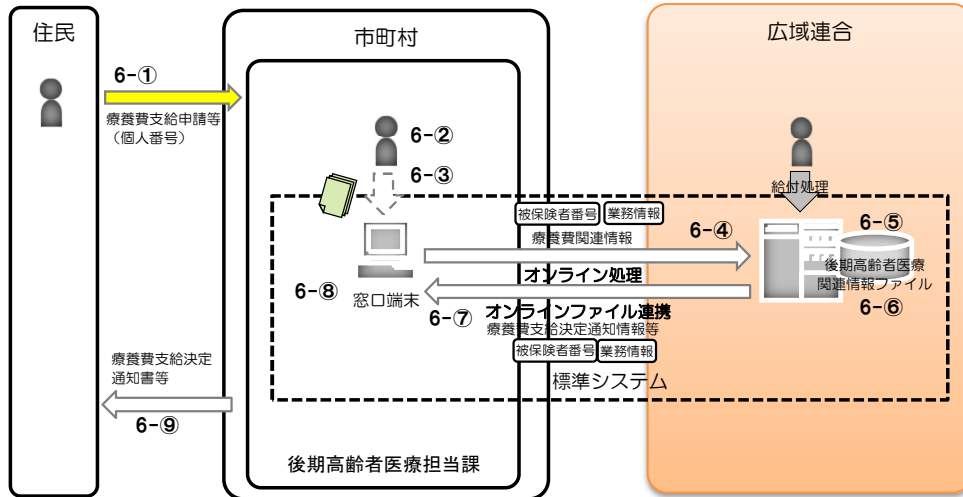 住民
市町村
広域連合
6-①
療養費支給申請等
（個人番号）
6-②
6-③
給付処理
被保険者番号
業務情報
療養費関連情報
6-④
6-⑤
後期高齢者医療
関連情報ファイル
6-⑥
オンライン処理
6-⑧
窓口端末
6-⑦
オンラインファイル連携
療養費支給決定通知情報等
被保険者番号
業務情報
標準システム
療養費支給決定
通知書等
6-⑨
後期高齢者医療担当課